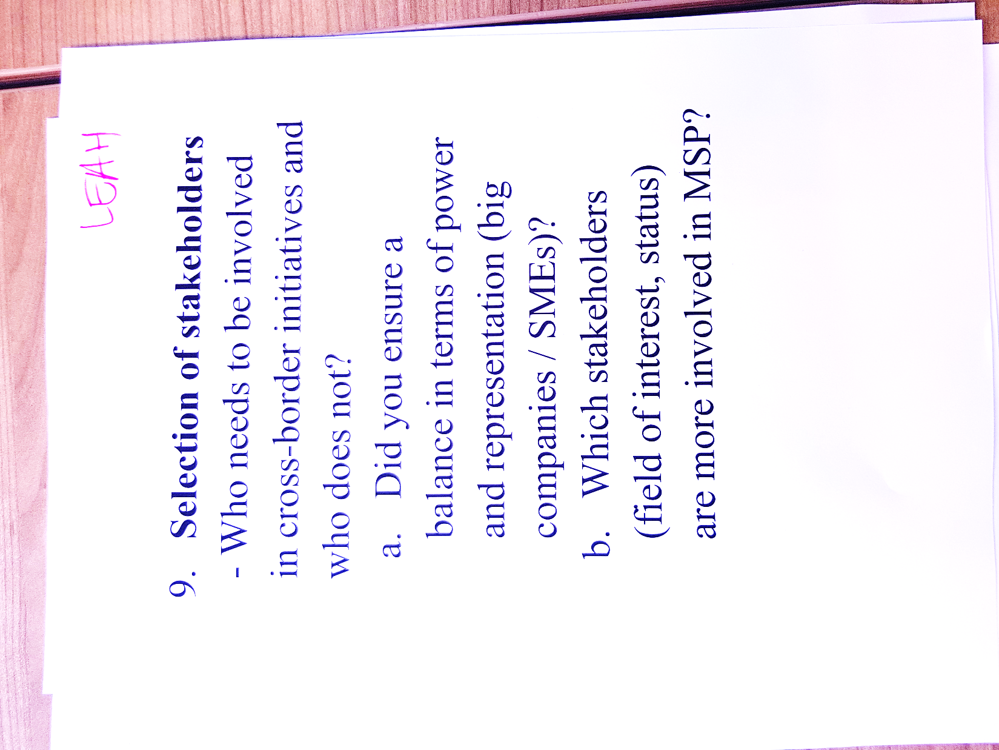 LEAH
9. Selection of stakeholders
- Who needs to be involved
in cross-border initiatives and
who does not?
a. Did you ensure a
balance in terms of power
and representation (big
companies / SMEs)?
b. Which stakeholders
(field of interest, status)
are more involved in MSP?